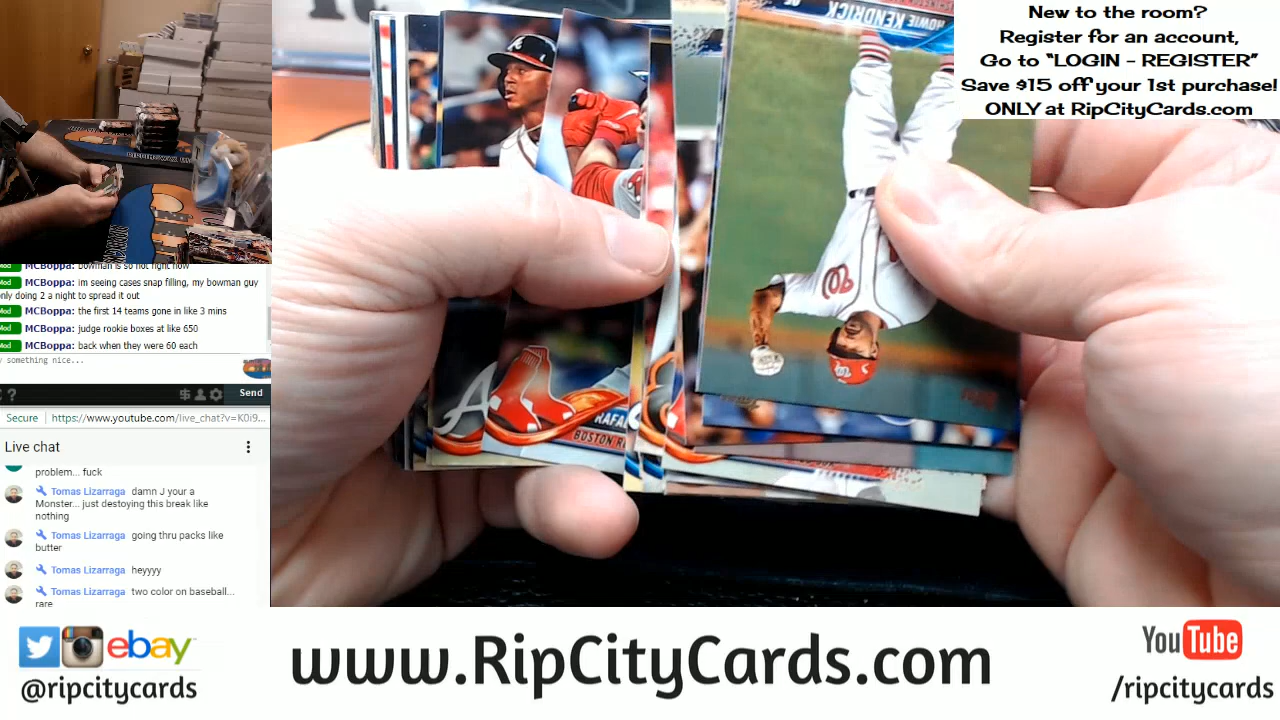 New to the room?
Register for an account,
Go to “LOGIN - REGISTER”
Save $15 off your 1st purchase!
ONLY at RipCityCards.com
HOWIE KENDRICK
MCBoppa: bowman is so hot right now
MCBoppa: im seeing cases snap filling, my bowman guy
only doing 2 a night to spread it out
MCBoppa: the first 14 teams gone in like 3 mins
MCBoppa: judge rookie boxes at like 650
MCBoppa: back when they were 60 each
y something nice...
Send
Secure https://www.youtube.com/live_chat?v=K0i9...
Live chat
problem... fuck
Tomas Lizarraga damn J your a
Monster... just destoying this break like
nothing
Tomas Lizarraga going thru packs like
butter
Tomas Lizarraga heyyyy
Tomas Lizarraga two color on baseball...
rare
RAFA
BOSTON R
ebay
@ripcitycards
www.RipCityCards.com
YouTube
/ripcitycards